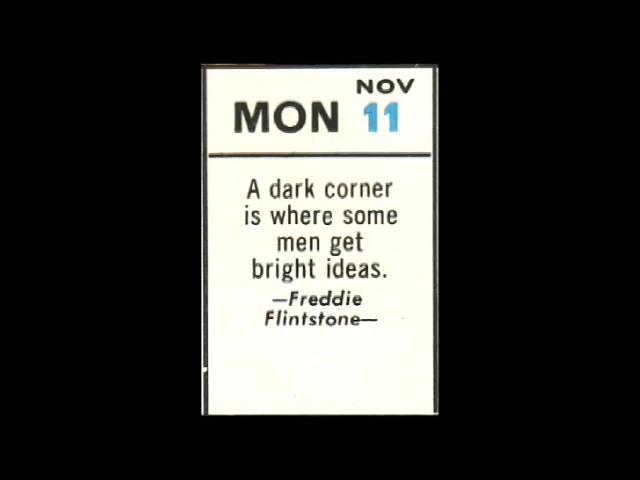 NOV
MON 11
A dark corner
is where some
men get
bright ideas.
—Freddie
Flintstone—